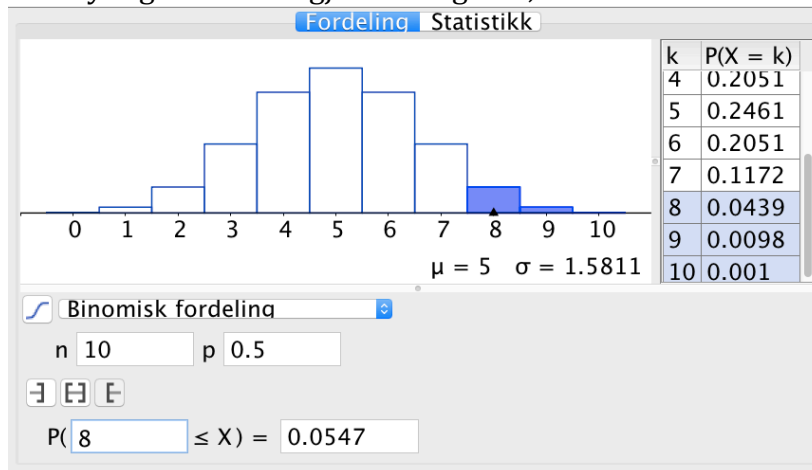 Fordeling Statistikk
k P(X = k)
4 0.2051
5 0.2461
6 0.2051
7 0.1172
8 0.0439
9 0.0098
10 0.001
0 1 2 3 4 5 6 7 8 9 10
μ = 5 σ = 1.5811
Binomisk fordeling
n 10 p 0.5
P( 8 ≤ X ) = 0.0547